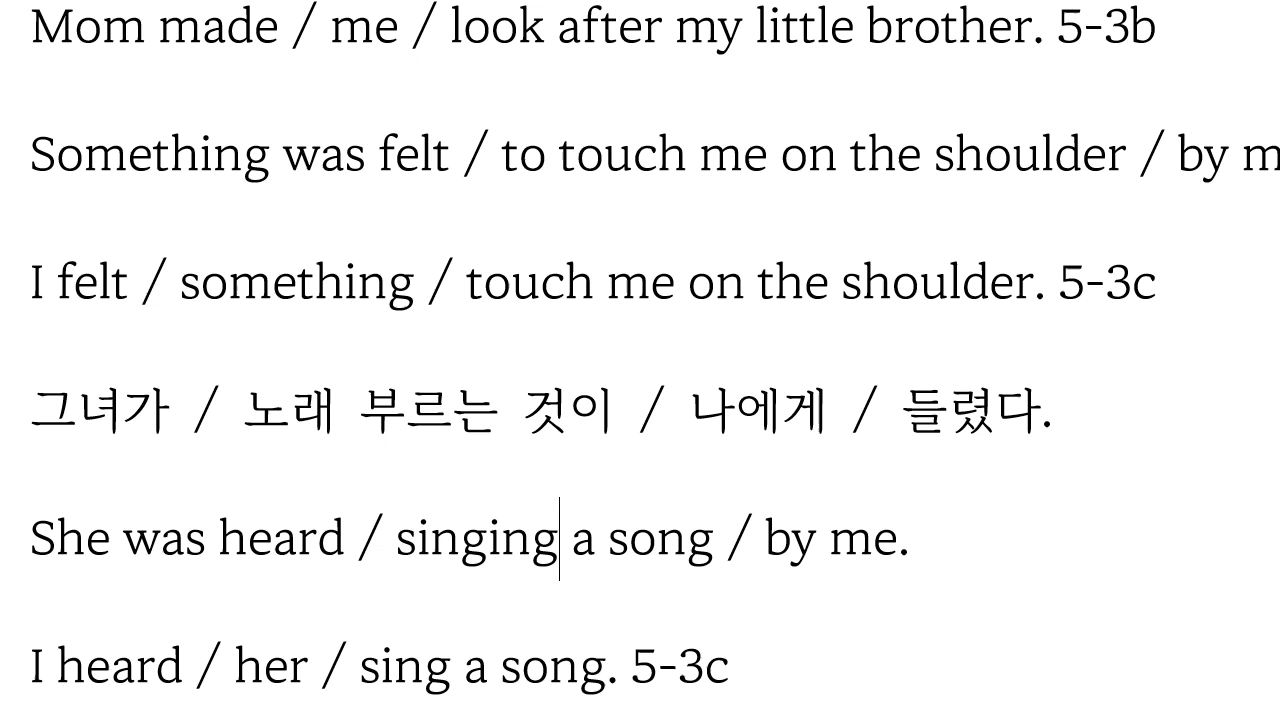 Mom made / me / look after my little brother. 5-3b
Something was felt / to touch me on the shoulder / by
I felt / something / touch me on the shoulder. 5-3c
그녀가 / 노래 부르는 것이 / 나에게 / 들렸다.
She was heard / singing a song / by me.
I heard / her / sing a song. 5-3c